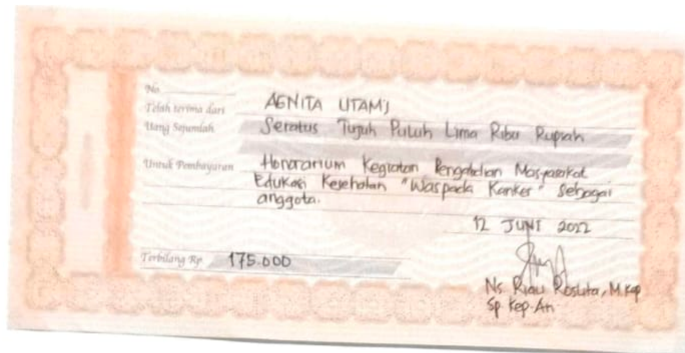 No.
Telah terima dari AGNITA UTAMI
Uang Sejumlah Seratus Tujuh Puluh Lima Ribu Rupiah
Untuk Pembayaran Honorarium Kegiatan Pengabdian Masyarakat
Edukasi Kesehatan "Waspada Kanker" sebagai
anggota.
12 JUNI 2022
Terbilang Rp. 175.000
Ns. Riau Roslita, M.Kep
Sp Kep. An